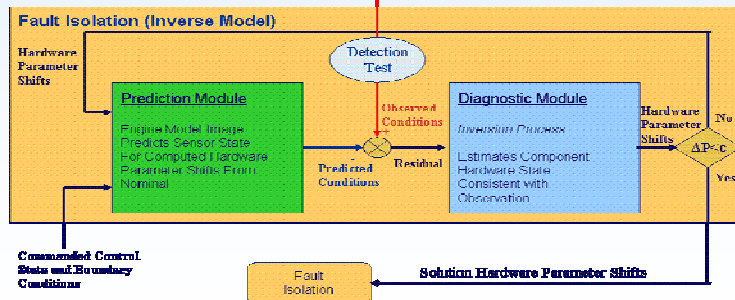 Fault Isolation (Inverse Model)
Hardware
Parameter
Shifts
Detection
Test
Prediction Module
Engine Model Image
Predicts Sensor State
For Computed Hardware
Parameter Shifts From
Nominal
Observed
Conditions
+
-
Predicted
Conditions
Residual
Diagnostic Module
Inversion Process
Estimates Component
Hardware State
Consistent with
Observation
Hardware
Parameter
Shifts
No
Yes
Commanded Control
State and Boundary
Conditions
Solution Hardware Parameter Shifts
Fault
Isolation